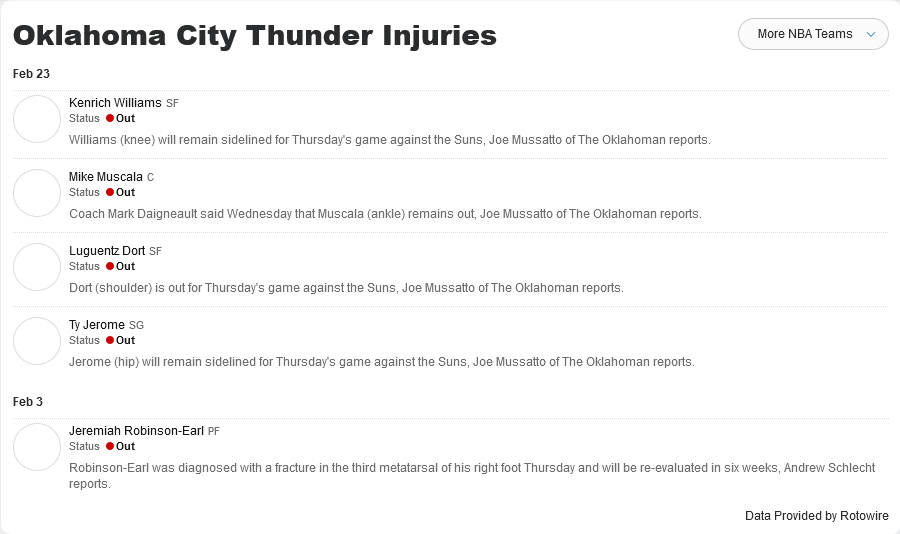 Oklahoma City Thunder Injuries
More NBA Teams
Feb 23
Kenrich Williams SF
Status Out
Williams (knee) will remain sidelined for Thursday's game against the Suns, Joe Mussatto of The Oklahoman reports.
Mike Muscala C
Status Out
Coach Mark Daigneault said Wednesday that Muscala (ankle) remains out, Joe Mussatto of The Oklahoman reports.
Luguentz Dort SF
Status Out
Dort (shoulder) is out for Thursday's game against the Suns, Joe Mussatto of The Oklahoman reports.
Ty Jerome SG
Status Out
Jerome (hip) will remain sidelined for Thursday's game against the Suns, Joe Mussatto of The Oklahoman reports.
Feb 3
Jeremiah Robinson-Earl PF
Status Out
Robinson-Earl was diagnosed with a fracture in the third metatarsal of his right foot Thursday and will be re-evaluated in six weeks, Andrew Schlecht
reports.
Data Provided by Rotowire